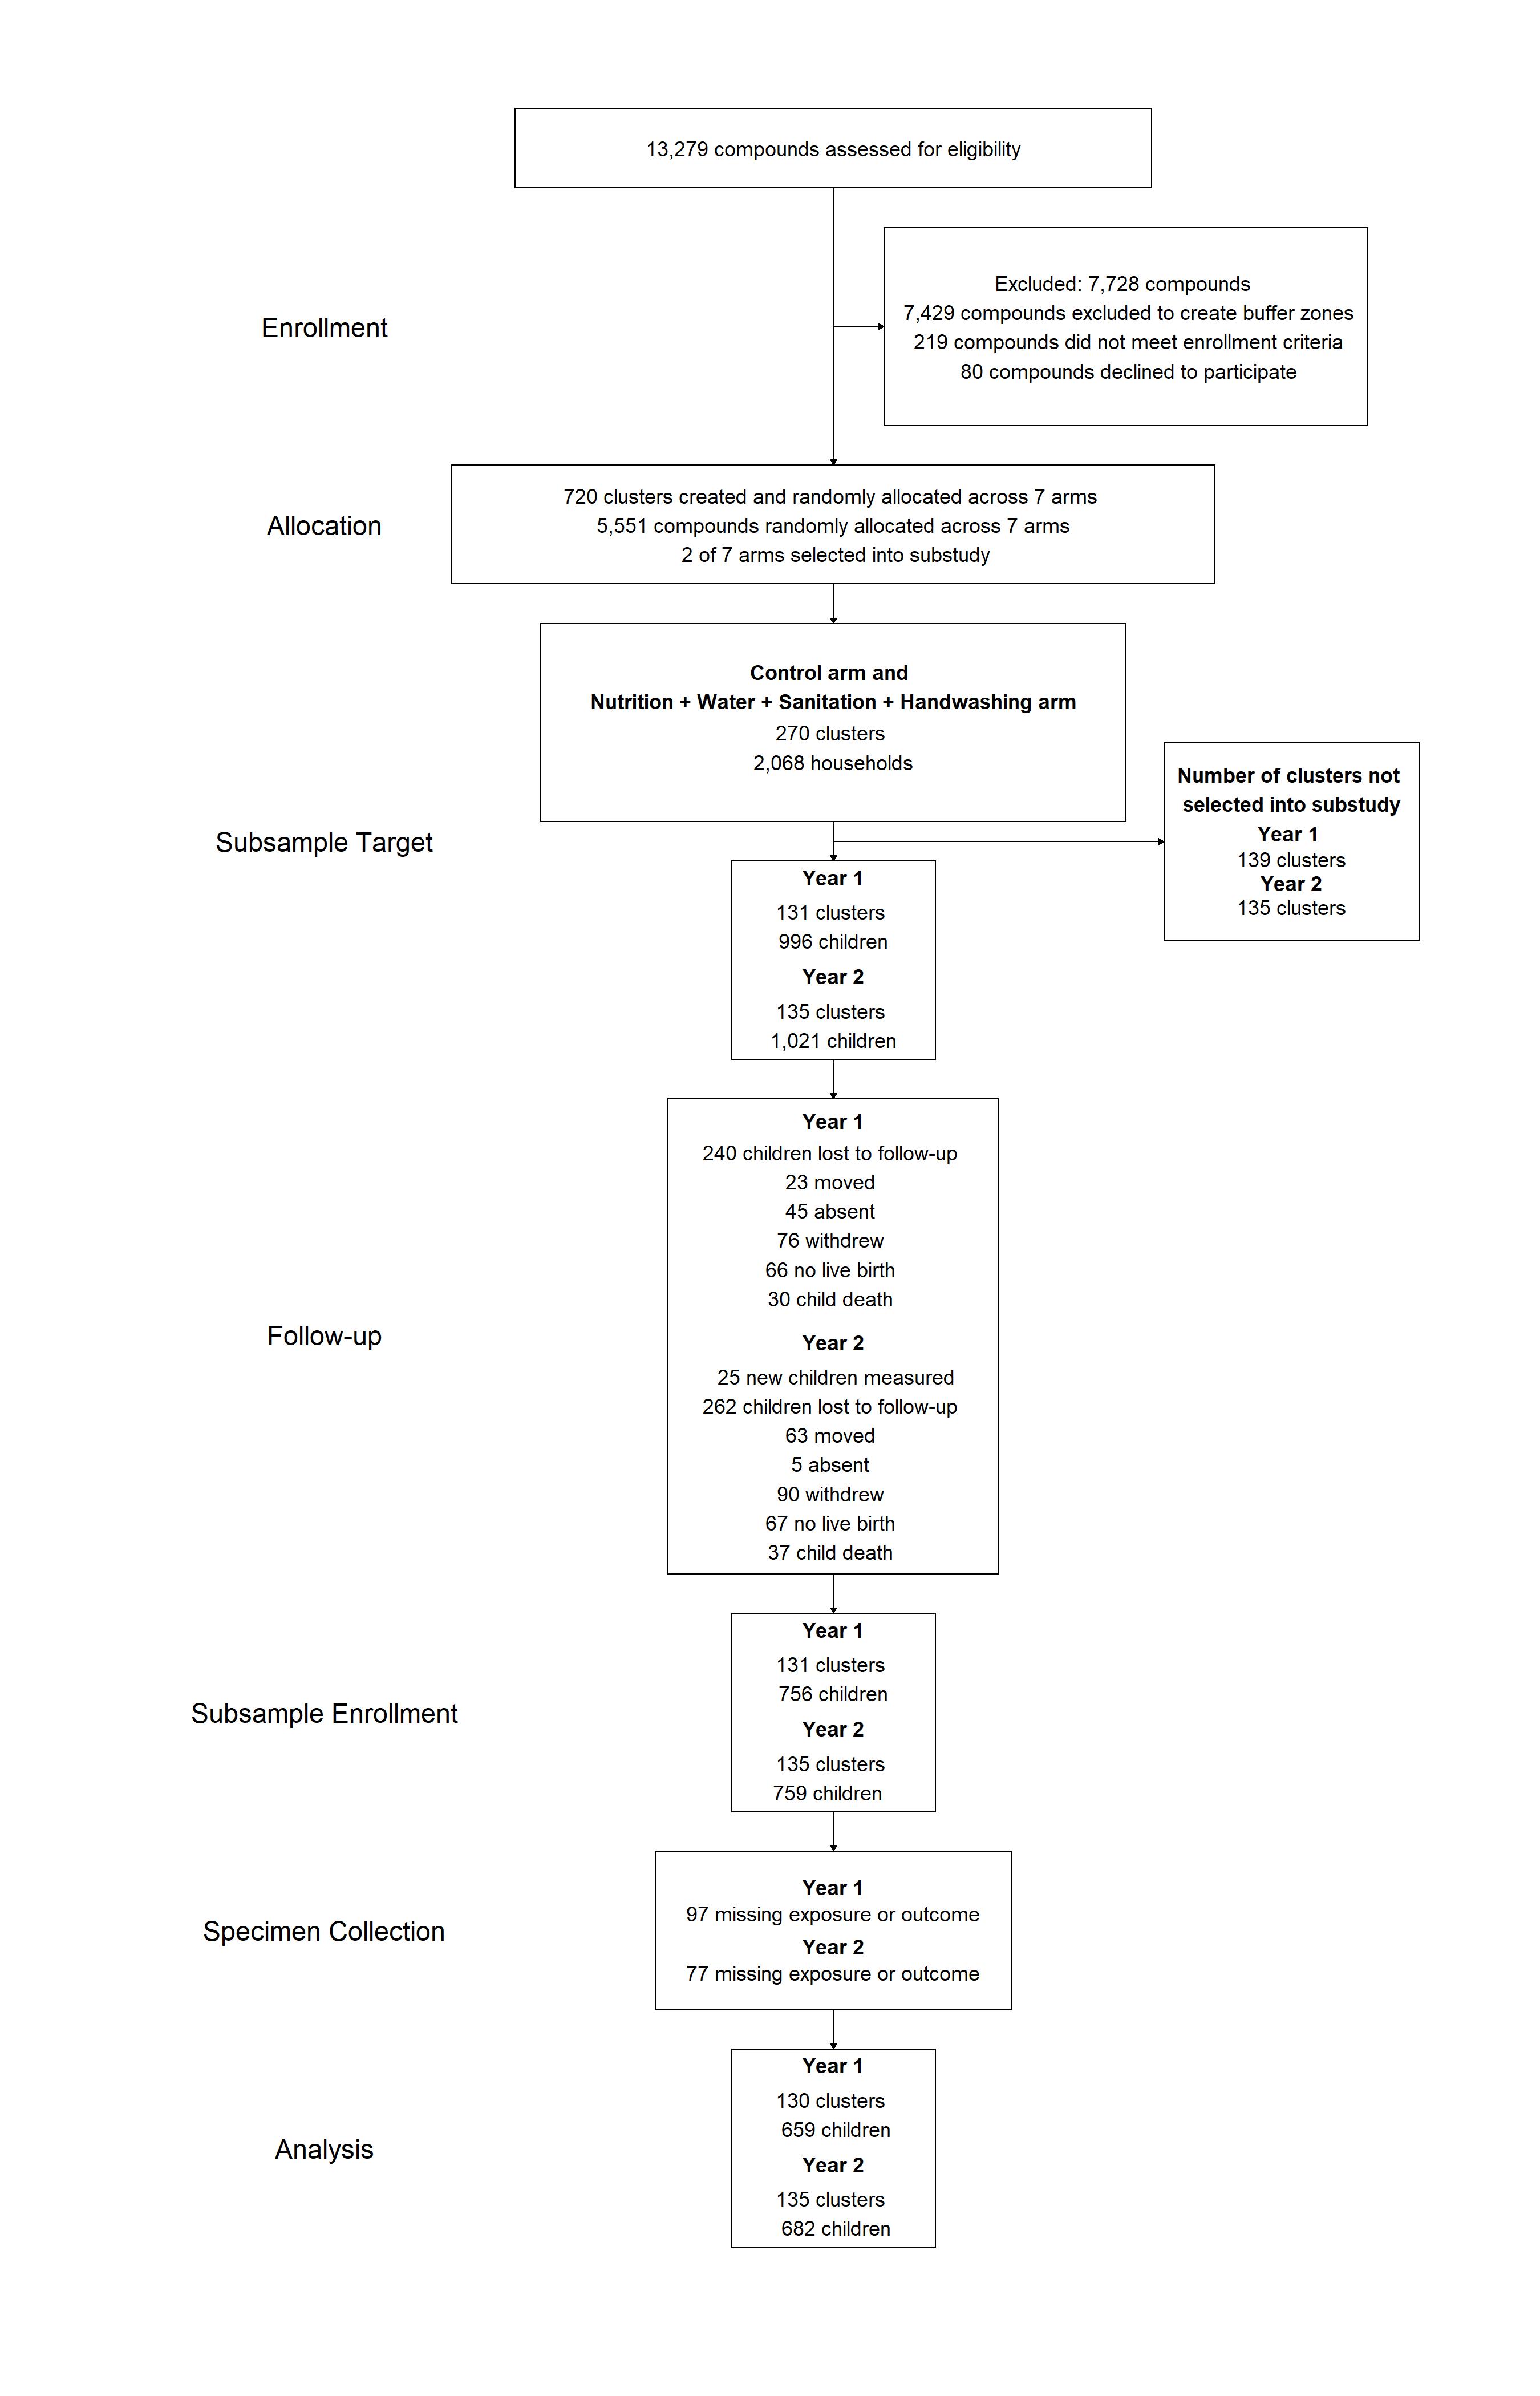 13,279 compounds assessed for eligibility
Enrollment
Excluded: 7,728 compounds
7,429 compounds excluded to create buffer zones
219 compounds did not meet enrollment criteria
80 compounds declined to participate
Allocation
720 clusters created and randomly allocated across 7 arms
5,551 compounds randomly allocated across 7 arms
2 of 7 arms selected into substudy
Control arm and
Nutrition + Water + Sanitation + Handwashing arm
270 clusters
2,068 households
Subsample Target
Number of clusters not
selected into substudy
Year 1
139 clusters
Year 2
135 clusters
Year 1
131 clusters
996 children
Year 2
135 clusters
1,021 children
Follow-up
Year 1
240 children lost to follow-up
23 moved
45 absent
76 withdrew
66 no live birth
30 child death
Year 2
25 new children measured
262 children lost to follow-up
63 moved
5 absent
90 withdrew
67 no live birth
37 child death
Subsample Enrollment
Year 1
131 clusters
756 children
Year 2
135 clusters
759 children
Specimen Collection
Year 1
97 missing exposure or outcome
Year 2
77 missing exposure or outcome
Analysis
Year 1
130 clusters
659 children
Year 2
135 clusters
682 children